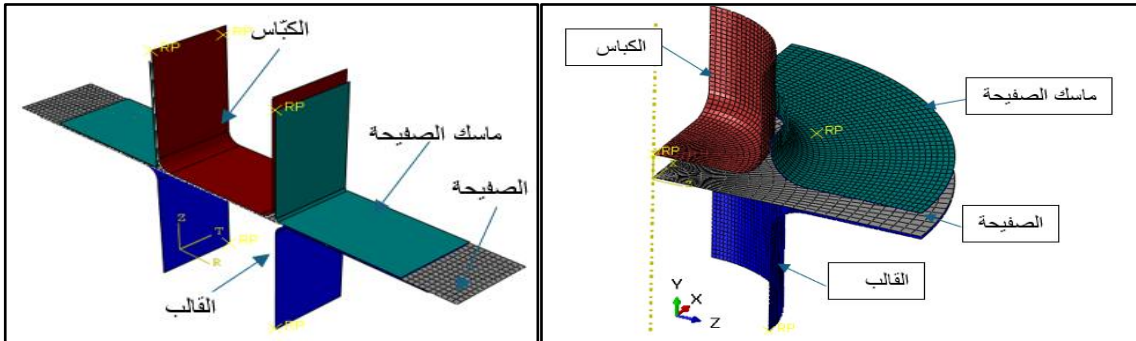 RP
RP
الكبّاس
RP
ماسك الصفيحة
الصفيحة
Z
T
R
RP
القالب
RP
الكباس
ماسك الصفيحة
RP
RP
X
الصفيحة
القالب
Y
X
Z
RP